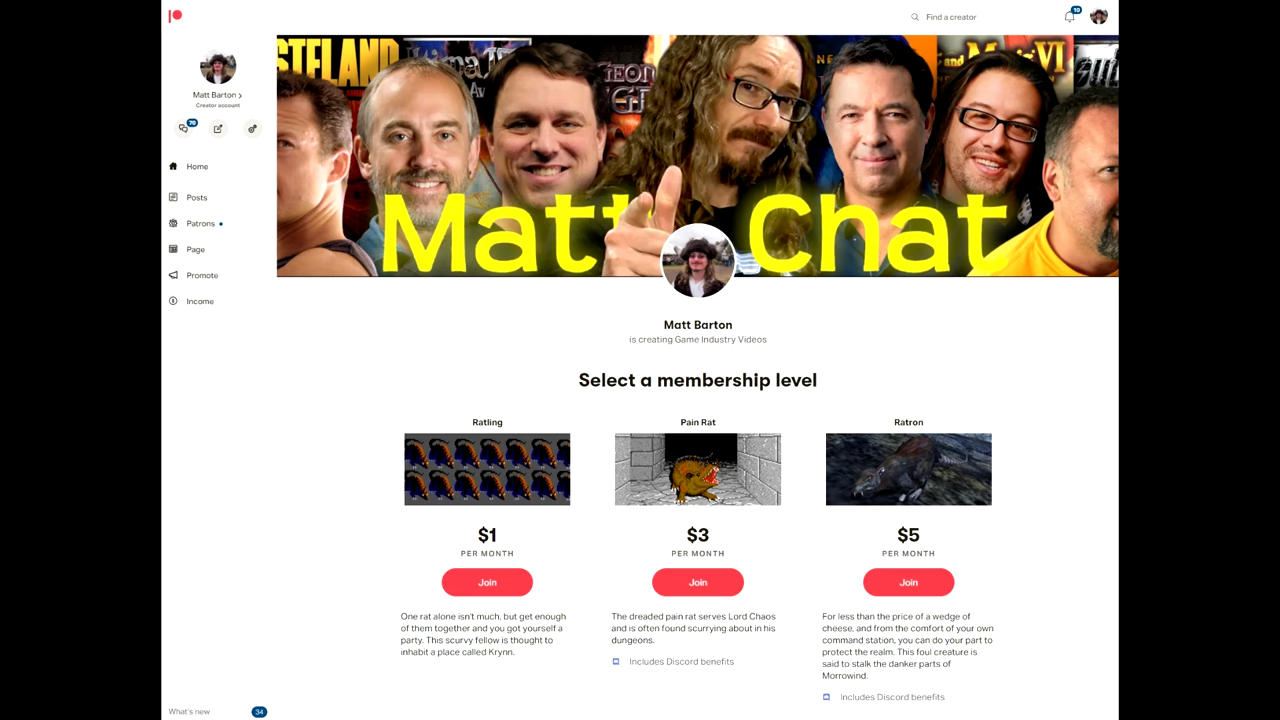 Find a creator
10
Matt Barton
Creator account
70
Home
Posts
Patrons
Page
Promote
Income
What's new
34
STELAND
Matt Chat
Matt Barton
is creating Game Industry Videos
Select a membership level
Ratling
$1
PER MONTH
Join
One rat alone isn't much, but get enough
of them together and you got yourself a
party. This scurvy fellow is thought to
inhabit a place called Krynn.
Pain Rat
$3
PER MONTH
Join
The dreaded pain rat serves Lord Chaos
and is often found scurrying about in his
dungeons.
Includes Discord benefits
Ratron
$5
PER MONTH
Join
For less than the price of a wedge of
cheese, and from the comfort of your own
command station, you can do your part to
protect the realm. This foul creature is
said to stalk the danker parts of
Morrowind.
Includes Discord benefits